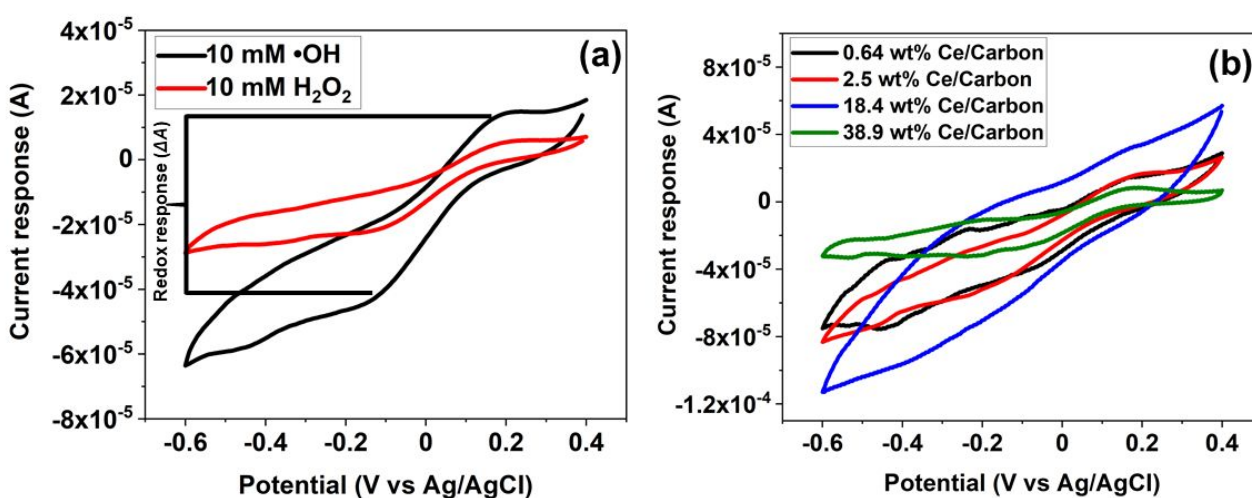 (a)
10 mM •OH
10 mM H₂O₂
4x10⁻⁵
2x10⁻⁵
0
-2x10⁻⁵
-4x10⁻⁵
-6x10⁻⁵
-8x10⁻⁵
Current response (A)
Redox response (ΔA)
-0.6 -0.4 -0.2 0 0.2 0.4
Potential (V vs Ag/AgCl)
(b)
0.64 wt% Ce/Carbon
2.5 wt% Ce/Carbon
18.4 wt% Ce/Carbon
38.9 wt% Ce/Carbon
8x10⁻⁵
4x10⁻⁵
0
-4x10⁻⁵
-8x10⁻⁵
-1.2x10⁻⁴
Current response (A)
-0.6 -0.4 -0.2 0 0.2 0.4
Potential (V vs Ag/AgCl)